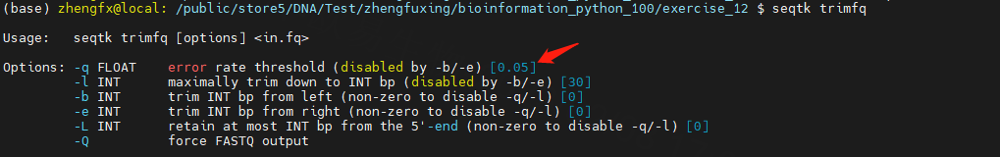 (base) zhengfx@local: /public/store5/DNA/Test/zhengfuxing/bioinformation_python_100/exercise_12 $ seqtk trimfq
Usage:   seqtk trimfq [options] <in.fq>
Options: -q FLOAT    error rate threshold (disabled by -b/-e) [0.05]
         -l INT      maximally trim down to INT bp (disabled by -b/-e) [30]
         -b INT      trim INT bp from left (non-zero to disable -q/-l) [0]
         -e INT      trim INT bp from right (non-zero to disable -q/-l) [0]
         -L INT      retain at most INT bp from the 5'-end (non-zero to disable -q/-l) [0]
         -Q          force FASTQ output